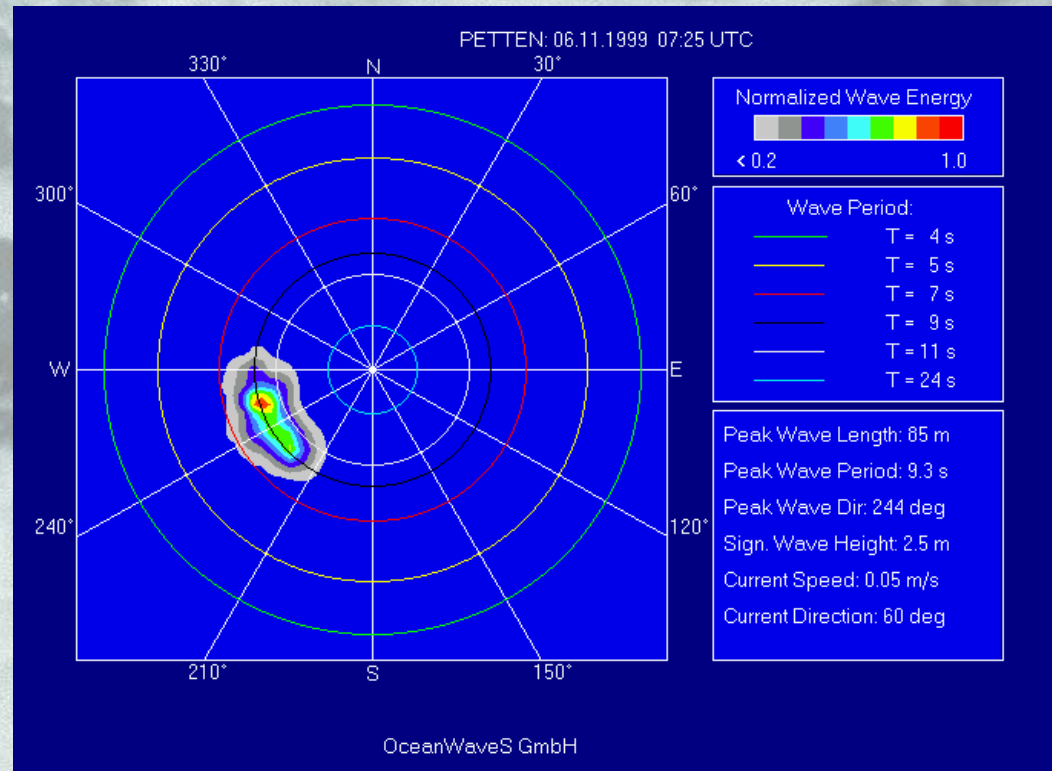 PETTEN: 06.11.1999 07:25 UTC
330° N 30°
300° 60°
W E
240° 120°
210° S 150°
Normalized Wave Energy
< 0.2 1.0
Wave Period:
T = 4 s
T = 5 s
T = 7 s
T = 9 s
T = 11 s
T = 24 s
Peak Wave Length: 85 m
Peak Wave Period: 9.3 s
Peak Wave Dir: 244 deg
Sign. Wave Height: 2.5 m
Current Speed: 0.05 m/s
Current Direction: 60 deg
OceanWaveS GmbH